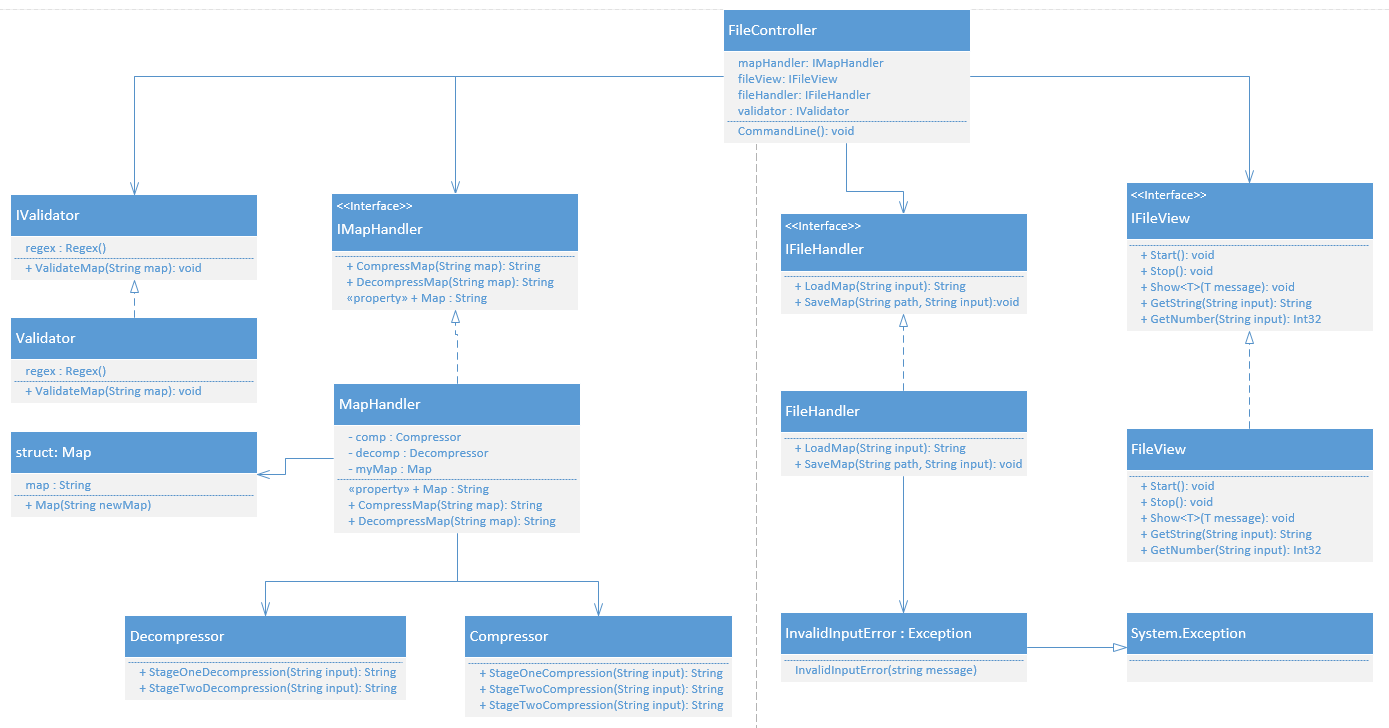 FileController
mapHandler: IMapHandler
fileView: IFileView
fileHandler: IFileHandler
validator : IValidator
CommandLine(): void
IValidator
regex : Regex()
+ ValidateMap(String map): void
<<Interface>>
IMapHandler
+ CompressMap(String map): String
+ DecompressMap(String map): String
«property» + Map : String
<<Interface>>
IFileHandler
+ LoadMap(String input): String
+ SaveMap(String path, String input):void
<<Interface>>
IFileView
+ Start(): void
+ Stop(): void
+ Show<T>(T message): void
+ GetString(String input): String
+ GetNumber(String input): Int32
Validator
regex : Regex()
+ ValidateMap(String map): void
MapHandler
- comp : Compressor
- decomp : Decompressor
- myMap : Map
«property» + Map : String
+ CompressMap(String map): String
+ DecompressMap(String map): String
FileHandler
+ LoadMap(String input): String
+ SaveMap(String path, String input): void
FileView
+ Start(): void
+ Stop(): void
+ Show<T>(T message): void
+ GetString(String input): String
+ GetNumber(String input): Int32
struct: Map
map : String
+ Map(String newMap)
Decompressor
+ StageOneDecompression(String input): String
+ StageTwoDecompression(String input): String
Compressor
+ StageOneCompression(String input): String
+ StageTwoCompression(String input): String
+ StageTwoCompression(String input): String
InvalidInputError : Exception
InvalidInputError(string message)
System.Exception